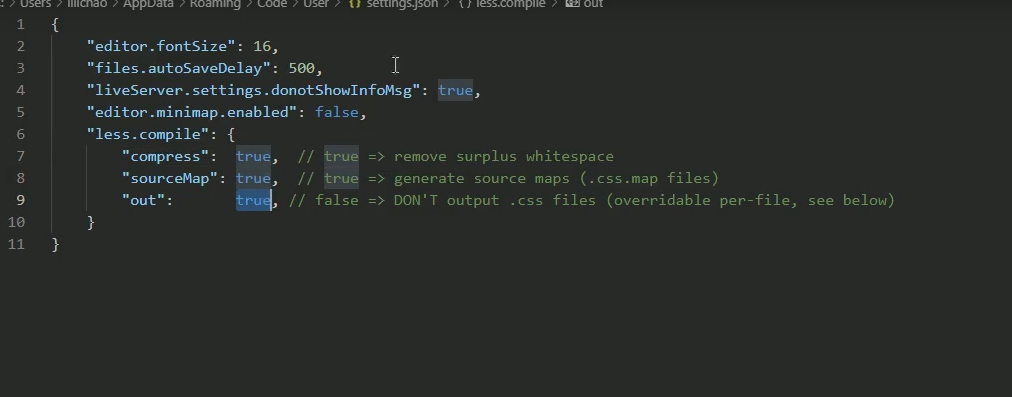 : > Users > lilichao > AppData > Roaming > Code > User > {} settings.json > {} less.compile > out
1 {
2 "editor.fontSize": 16,
3 "files.autoSaveDelay": 500,
4 "liveServer.settings.donotShowInfoMsg": true,
5 "editor.minimap.enabled": false,
6 "less.compile": {
7 "compress": true, // true => remove surplus whitespace
8 "sourceMap": true, // true => generate source maps (.css.map files)
9 "out": true, // false => DON'T output .css files (overridable per-file, see below)
10 }
11 }